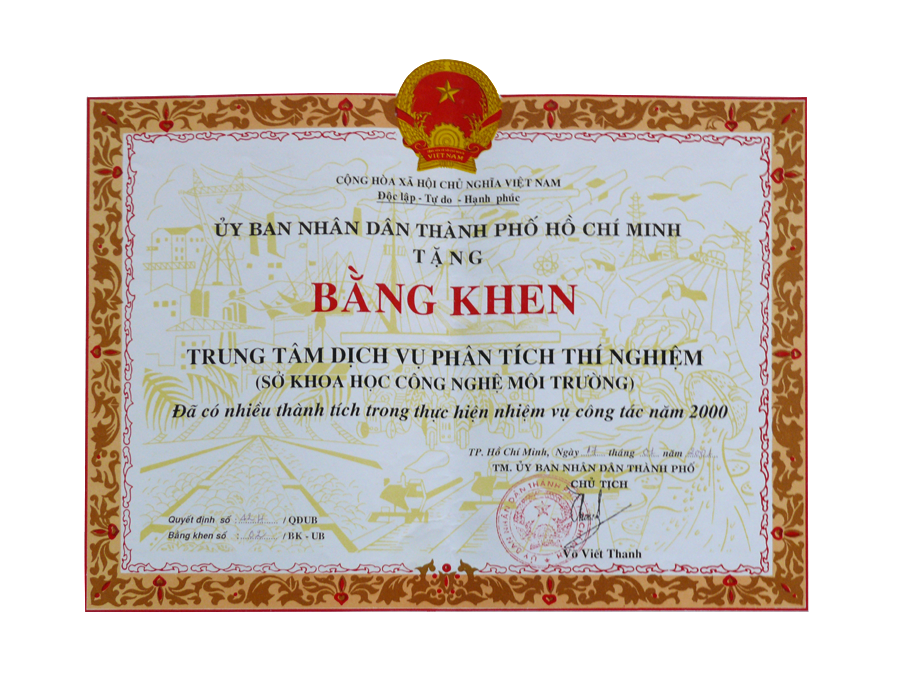 VIỆT NAM
CỘNG HÒA XÃ HỘI CHỦ NGHĨA VIỆT NAM
Độc lập - Tự do - Hạnh phúc
ỦY BAN NHÂN DÂN THÀNH PHỐ HỒ CHÍ MINH
TẶNG
BẰNG KHEN
TRUNG TÂM DỊCH VỤ PHÂN TÍCH THÍ NGHIỆM
(SỞ KHOA HỌC CÔNG NGHỆ MÔI TRƯỜNG)
Đã có nhiều thành tích trong thực hiện nhiệm vụ công tác năm 2000
TP. Hồ Chí Minh, Ngày tháng 01 năm 2001
TM. ỦY BAN NHÂN DÂN THÀNH PHỐ
CHỦ TỊCH
Quyết định số : / QĐUB
Bằng khen số : / BK - UB
Võ Viết Thanh